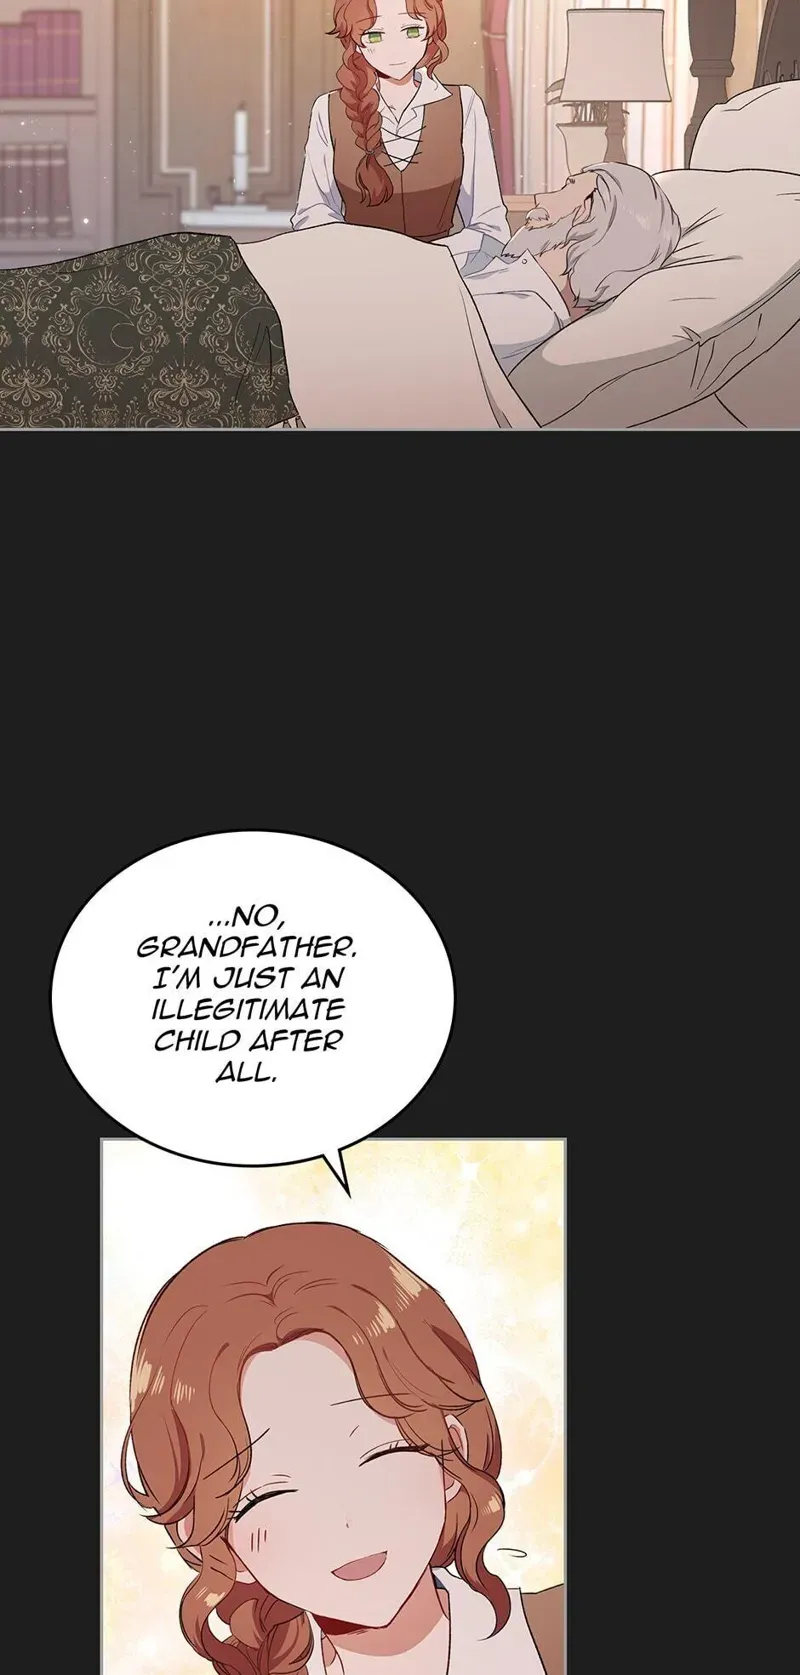 ...NO,
GRANDFATHER.
I'M JUST AN
ILLEGITIMATE
CHILD AFTER
ALL.